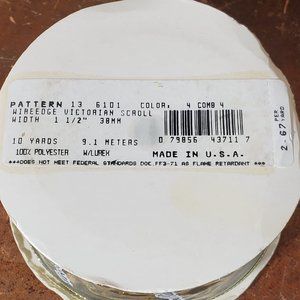 PATTERN 13 6101 COLOR: 4 COMB 4
WIREEDGE VICTORIAN SCROLL
WIDTH 1 1/2" 38MM
0 79856 43711 7
10 YARDS 9.1 METERS
100% POLYESTER W/LUREX MADE IN U.S.A.
***DOES NOT MEET FEDERAL STANDARDS DOC.FF3-71 AS FLAME RETARDANT ***
PER
2.67 YARD